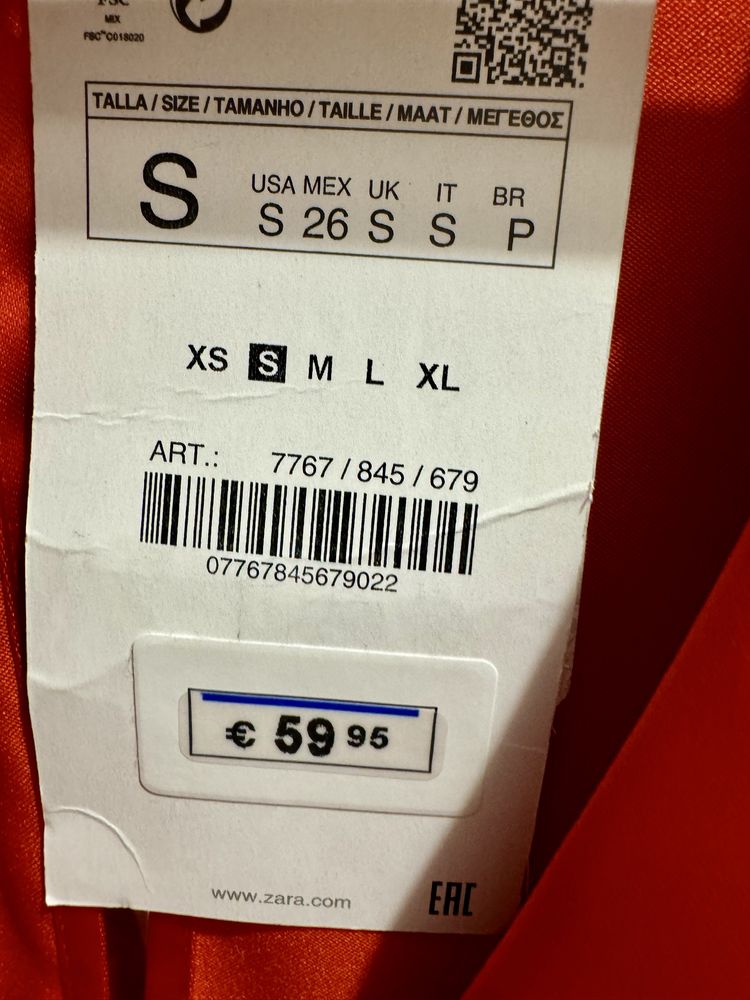 FSC
MIX
FSC™ C018020
TALLA / SIZE / TAMANHO / TAILLE / MAAT / ΜΕΓΕΘΟΣ
S
USA MEX UK IT BR
S 26 S S P
XS S M L XL
ART.: 7767 / 845 / 679
07767845679022
€ 59 95
www.zara.com
EAC